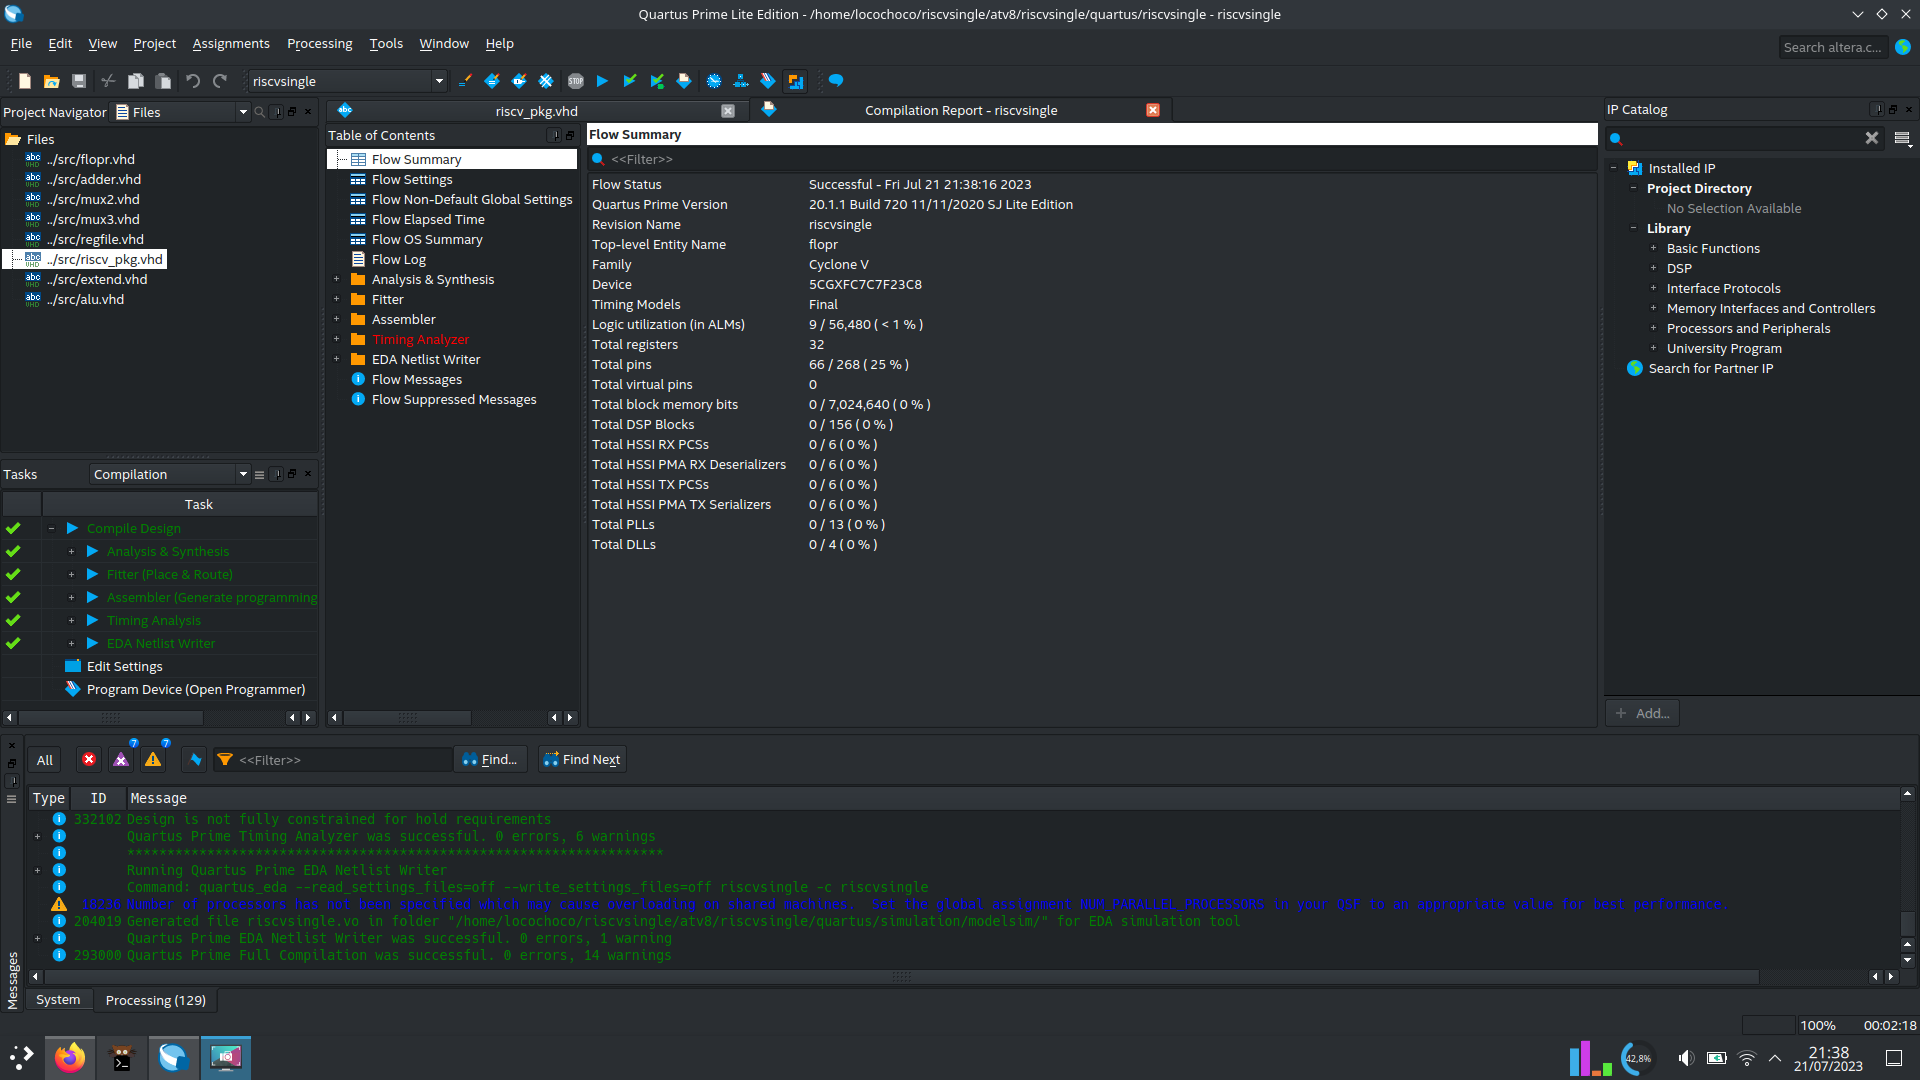 Quartus Prime Lite Edition - /home/locochoco/riscvsingle/atv8/riscvsingle/quartus/riscvsingle - riscvsingle
File Edit View Project Assignments Processing Tools Window Help
Search altera.c...
riscvsingle
STOP
Project Navigator Files
Files
../src/flopr.vhd
../src/adder.vhd
../src/mux2.vhd
../src/mux3.vhd
../src/regfile.vhd
../src/riscv_pkg.vhd
../src/extend.vhd
../src/alu.vhd
Tasks Compilation
Task
Compile Design
Analysis & Synthesis
Fitter (Place & Route)
Assembler (Generate programming
Timing Analysis
EDA Netlist Writer
Edit Settings
Program Device (Open Programmer)
riscv_pkg.vhd
Compilation Report - riscvsingle
Table of Contents
Flow Summary
Flow Settings
Flow Non-Default Global Settings
Flow Elapsed Time
Flow OS Summary
Flow Log
Analysis & Synthesis
Fitter
Assembler
Timing Analyzer
EDA Netlist Writer
Flow Messages
Flow Suppressed Messages
Flow Summary
<<Filter>>
Flow Status Successful - Fri Jul 21 21:38:16 2023
Quartus Prime Version 20.1.1 Build 720 11/11/2020 SJ Lite Edition
Revision Name riscvsingle
Top-level Entity Name flopr
Family Cyclone V
Device 5CGXFC7C7F23C8
Timing Models Final
Logic utilization (in ALMs) 9 / 56,480 ( < 1 % )
Total registers 32
Total pins 66 / 268 ( 25 % )
Total virtual pins 0
Total block memory bits 0 / 7,024,640 ( 0 % )
Total DSP Blocks 0 / 156 ( 0 % )
Total HSSI RX PCSs 0 / 6 ( 0 % )
Total HSSI PMA RX Deserializers 0 / 6 ( 0 % )
Total HSSI TX PCSs 0 / 6 ( 0 % )
Total HSSI PMA TX Serializers 0 / 6 ( 0 % )
Total PLLs 0 / 13 ( 0 % )
Total DLLs 0 / 4 ( 0 % )
IP Catalog
Installed IP
Project Directory
No Selection Available
Library
Basic Functions
DSP
Interface Protocols
Memory Interfaces and Controllers
Processors and Peripherals
University Program
Search for Partner IP
+ Add...
All 7 7 <<Filter>> Find... Find Next
Type ID Message
332102 Design is not fully constrained for hold requirements
Quartus Prime Timing Analyzer was successful. 0 errors, 6 warnings
*******************************************************************
Running Quartus Prime EDA Netlist Writer
Command: quartus_eda --read_settings_files=off --write_settings_files=off riscvsingle -c riscvsingle
18236 Number of processors has not been specified which may cause overloading on shared machines. Set the global assignment NUM_PARALLEL_PROCESSORS in your QSF to an appropriate value for best performance.
204019 Generated file riscvsingle.vo in folder "/home/locochoco/riscvsingle/atv8/riscvsingle/quartus/simulation/modelsim/" for EDA simulation tool
Quartus Prime EDA Netlist Writer was successful. 0 errors, 1 warning
293000 Quartus Prime Full Compilation was successful. 0 errors, 14 warnings
Messages
System Processing (129)
100% 00:02:18
42,8%
21:38
21/07/2023